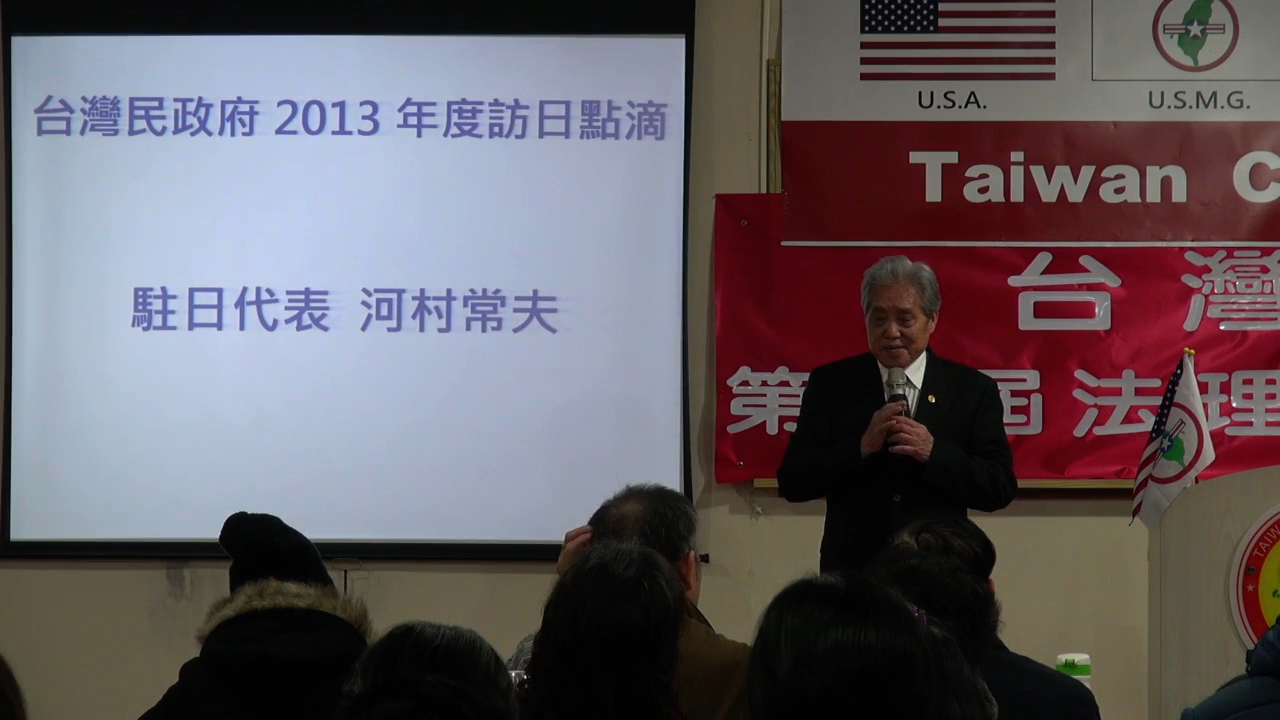 台灣民政府 2013 年度訪日點滴
駐日代表 河村常夫
U.S.A.
U.S.M.G.
Taiwan C
台灣
第 屆法理
TAIW